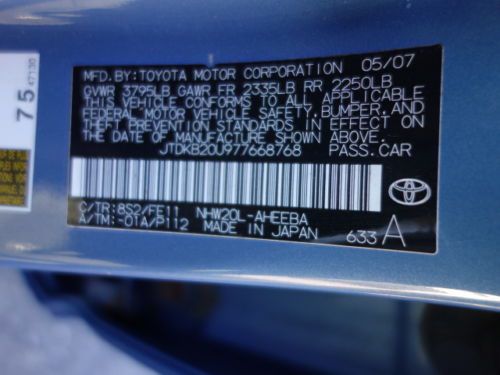 MFD. BY: TOYOTA MOTOR CORPORATION 05/07
GVWR 3795LB GAWR FR 2335LB RR 2250LB
THIS VEHICLE CONFORMS TO ALL APPLICABLE
FEDERAL MOTOR VEHICLE SAFETY, BUMPER, AND
THEFT PREVENTION STANDARDS IN EFFECT ON
THE DATE OF MANUFACTURE SHOWN ABOVE.
JTDKB20U977668768 PASS. CAR
C/TR: 8S2/FE11 NHW20L-AHEEBA
A/TM: -01A/P112 MADE IN JAPAN 633 A
75
47130